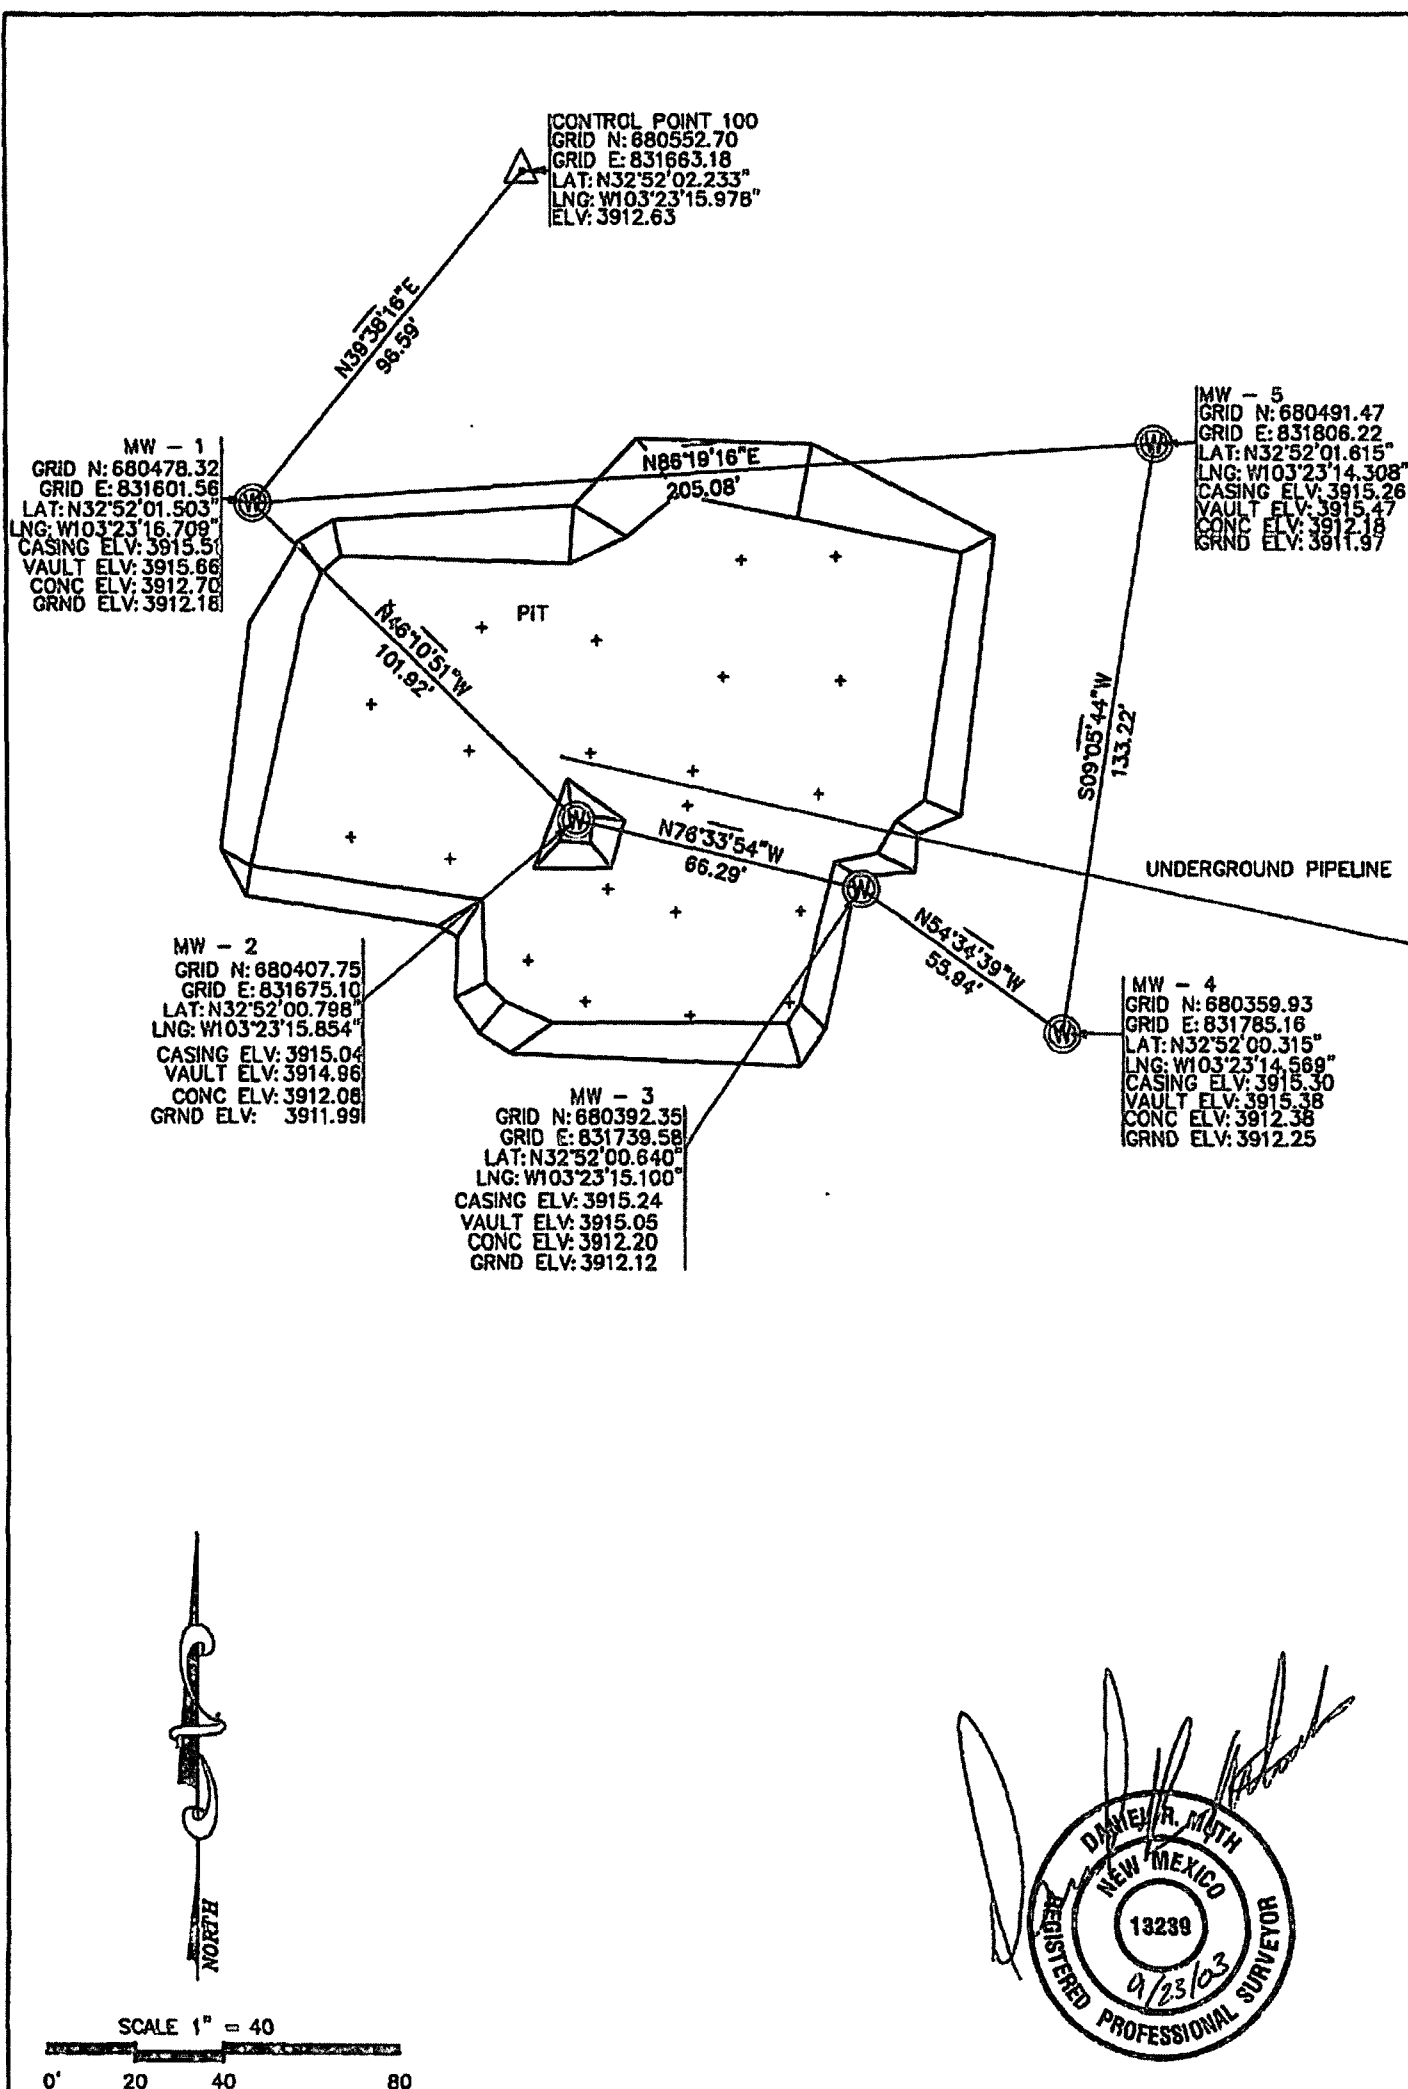 CONTROL POINT 100
GRID N: 680552.70
GRID E: 831663.18
LAT: N32°52'02.233"
LNG: W103°23'15.978"
ELV: 3912.63
N39°38'16"E
96.59'
MW - 5
GRID N: 680491.47
GRID E: 831806.22
LAT: N32°52'01.615"
LNG: W103°23'14.308"
CASING ELV: 3915.26
VAULT ELV: 3915.47
CONC ELV: 3912.18
GRND ELV: 3911.97
MW - 1
GRID N: 680478.32
GRID E: 831601.56
LAT: N32°52'01.503"
LNG: W103°23'16.709"
CASING ELV: 3915.5
VAULT ELV: 3915.66
CONC ELV: 3912.70
GRND ELV: 3912.18
W
W
N86°19'16"E
205.08'
PIT
N46°10'51"W
101.92'
S09°05'44"W
133.22'
W
N76°33'54"W
66.29'
UNDERGROUND PIPELINE
W
N54°34'39"W
55.94'
W
MW - 2
GRID N: 680407.75
GRID E: 831675.10
LAT: N32°52'00.798"
LNG: W103°23'15.854"
CASING ELV: 3915.04
VAULT ELV: 3914.96
CONC ELV: 3912.08
GRND ELV: 3911.99
MW - 4
GRID N: 680359.93
GRID E: 831785.16
LAT: N32°52'00.315"
LNG: W103°23'14.569"
CASING ELV: 3915.30
VAULT ELV: 3915.38
CONC ELV: 3912.38
GRND ELV: 3912.25
MW - 3
GRID N: 680392.35
GRID E: 831739.58
LAT: N32°52'00.640"
LNG: W103°23'15.100"
CASING ELV: 3915.24
VAULT ELV: 3915.05
CONC ELV: 3912.20
GRND ELV: 3912.12
NORTH
DANIEL R. MUTH
NEW MEXICO
13239
9/23/03
REGISTERED PROFESSIONAL SURVEYOR
SCALE 1" = 40
0' 20 40 80